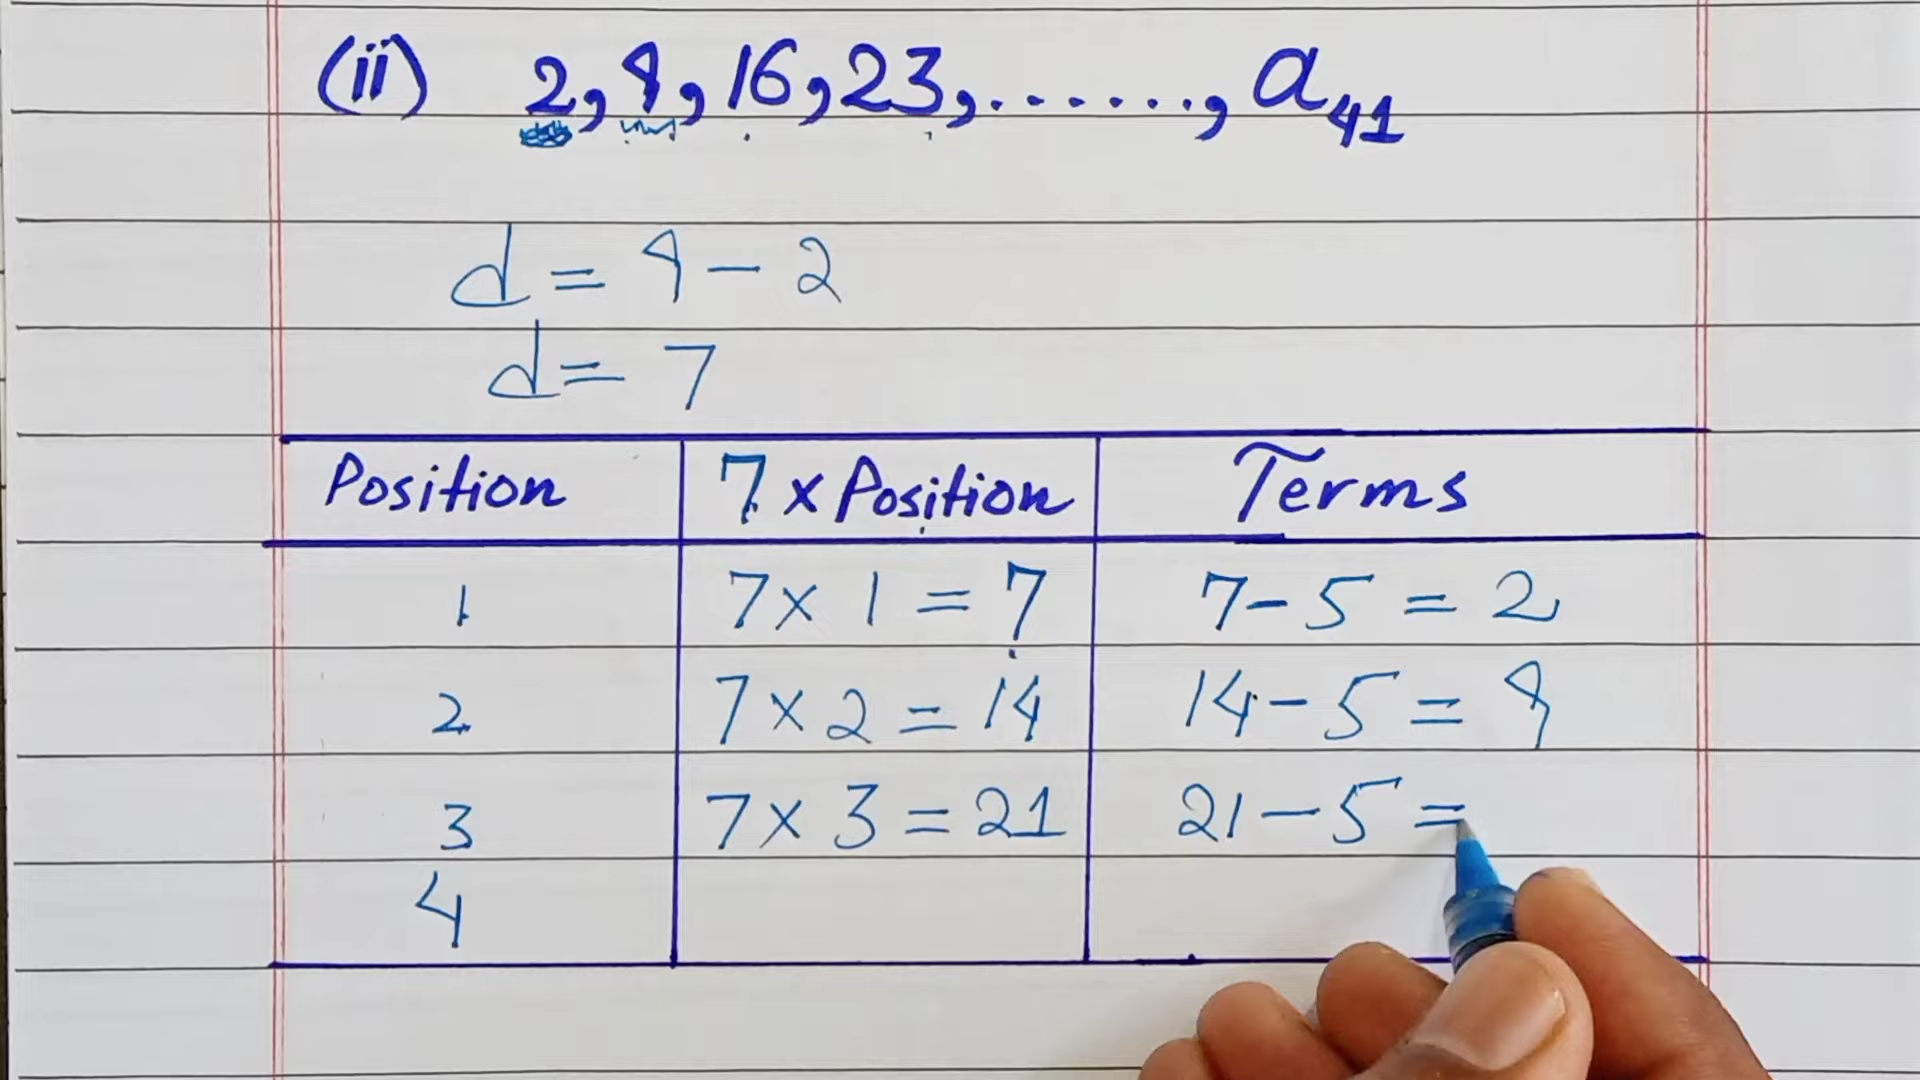 (ii) 2, 9, 16, 23, ......., a₄₁
d = 9 - 2
d = 7
Position 7 x Position Terms
1 7 x 1 = 7 7 - 5 = 2
2 7 x 2 = 14 14 - 5 = 9
3 7 x 3 = 21 21 - 5 =
4